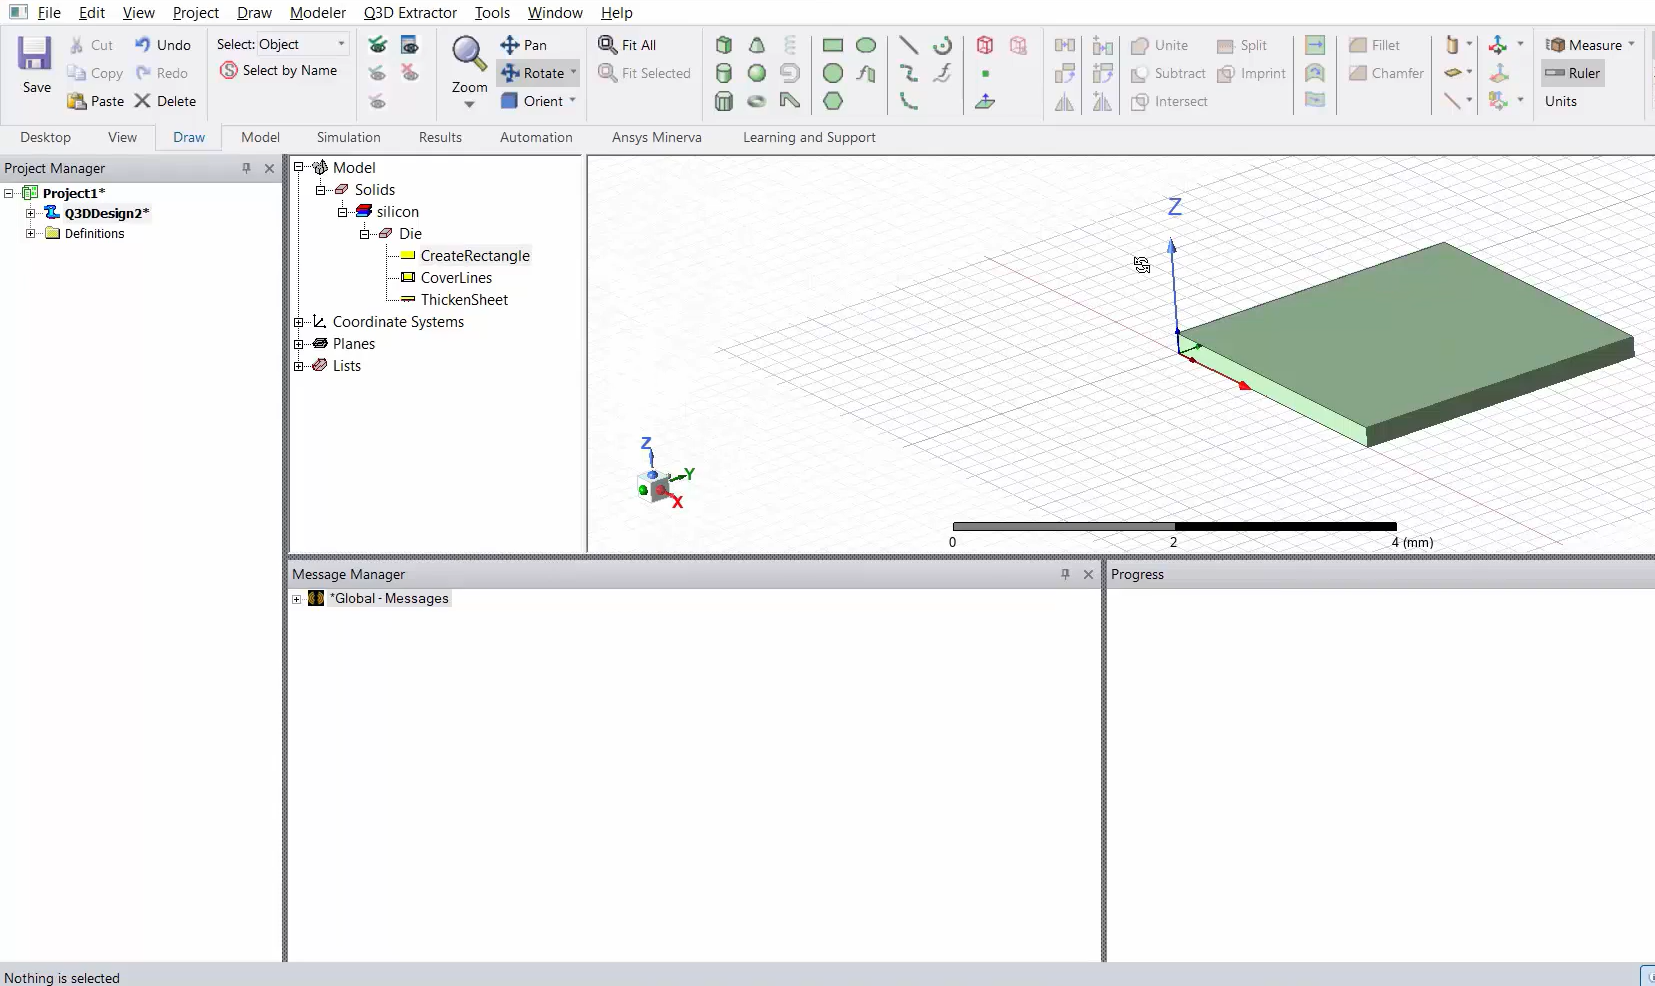 File Edit View Project Draw Modeler Q3D Extractor Tools Window Help
Save
Cut
Copy
Paste
Undo
Redo
Delete
Select: Object
Select by Name
Zoom
Pan
Rotate
Orient
Fit All
Fit Selected
Unite
Subtract
Intersect
Split
Imprint
Fillet
Chamfer
Measure
Ruler
Units
Desktop View Draw Model Simulation Results Automation Ansys Minerva Learning and Support
Project Manager
Project1*
Q3DDesign2*
Definitions
Model
Solids
silicon
Die
CreateRectangle
CoverLines
ThickenSheet
Coordinate Systems
Planes
Lists
Z
Z
Y
X
0 2 4 (mm)
Message Manager
*Global - Messages
Progress
Nothing is selected